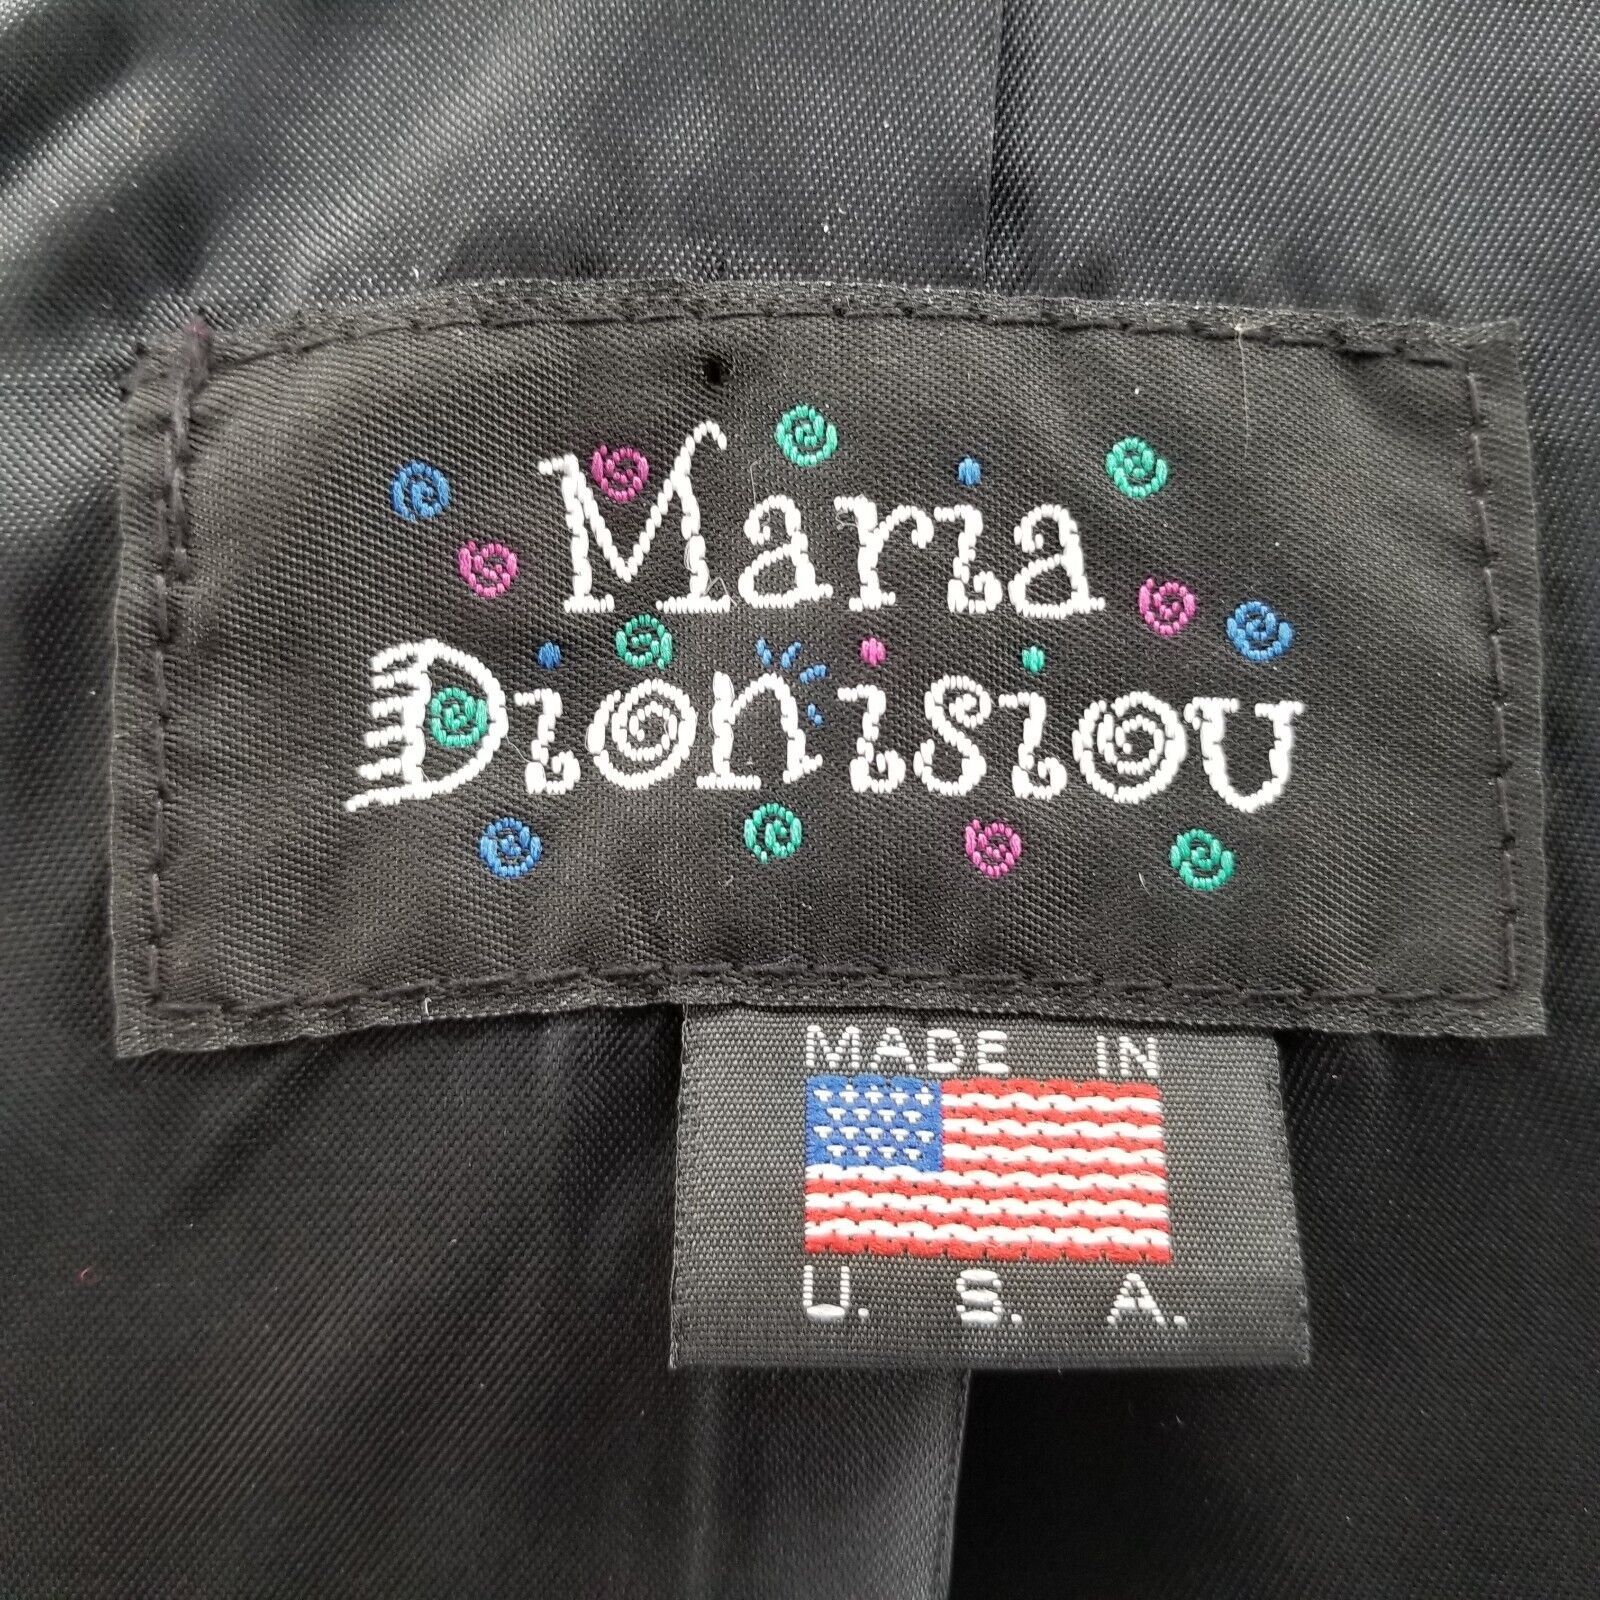 Maria
Dionisiou
MADE IN
U. S. A.